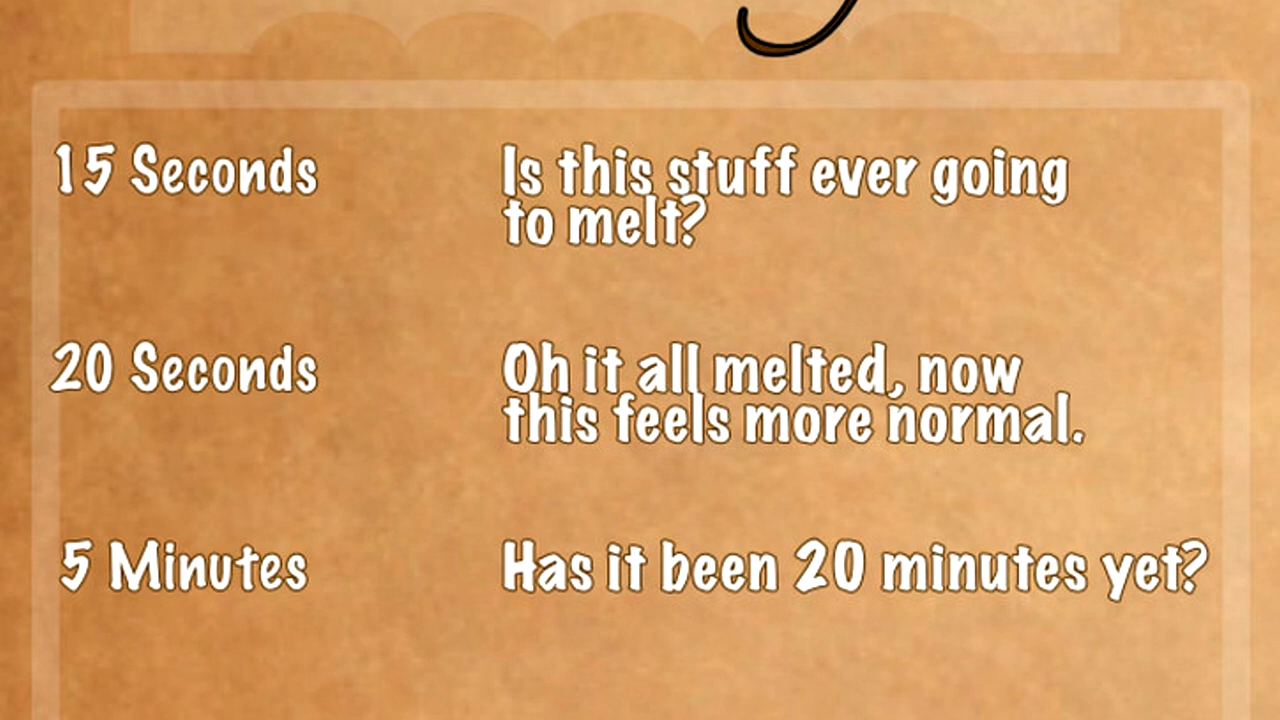 15 Seconds
Is this stuff ever going
to melt?
20 Seconds
Oh it all melted, now
this feels more normal.
5 Minutes
Has it been 20 minutes yet?